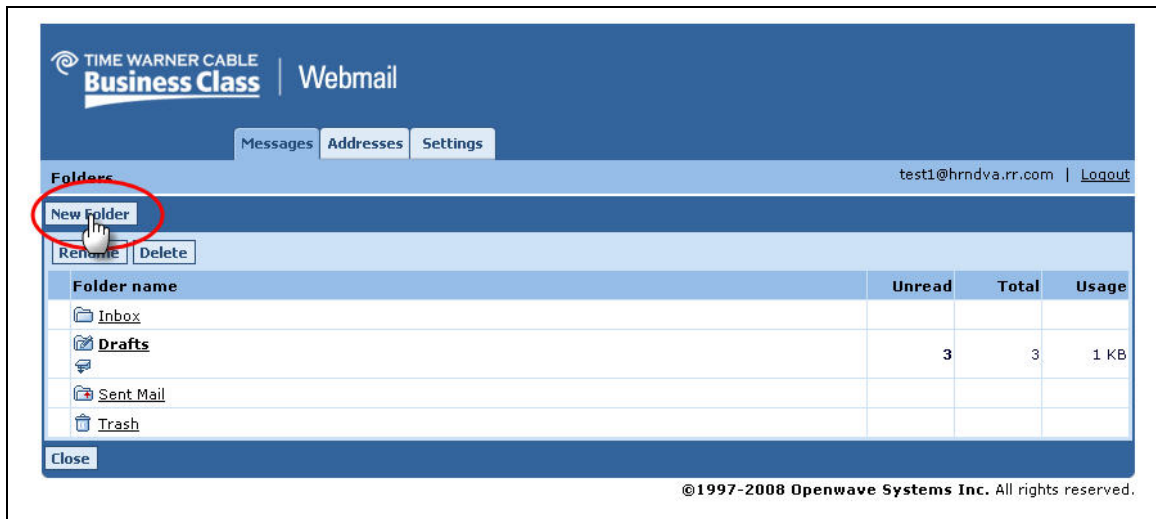 TIME WARNER CABLE
Business Class | Webmail
Messages Addresses Settings
Folders test1@hrndva.rr.com | Logout
New Folder
Rename Delete
Folder name Unread Total Usage
Inbox
Drafts 3 3 1 KB
Sent Mail
Trash
Close
©1997-2008 Openwave Systems Inc. All rights reserved.